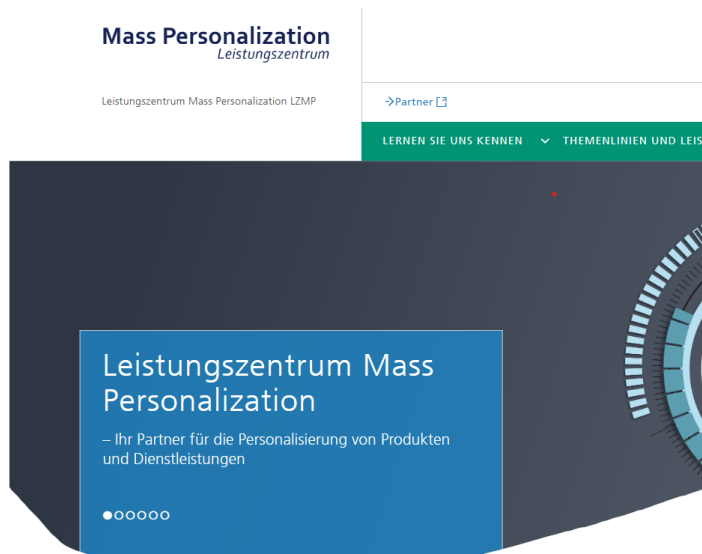 Mass Personalization
Leistungszentrum
Leistungszentrum Mass Personalization LZMP
Partner
LERNEN SIE UNS KENNEN
THEMENLINIEN UND LEIS
Leistungszentrum Mass
Personalization
– Ihr Partner für die Personalisierung von Produkten
und Dienstleistungen